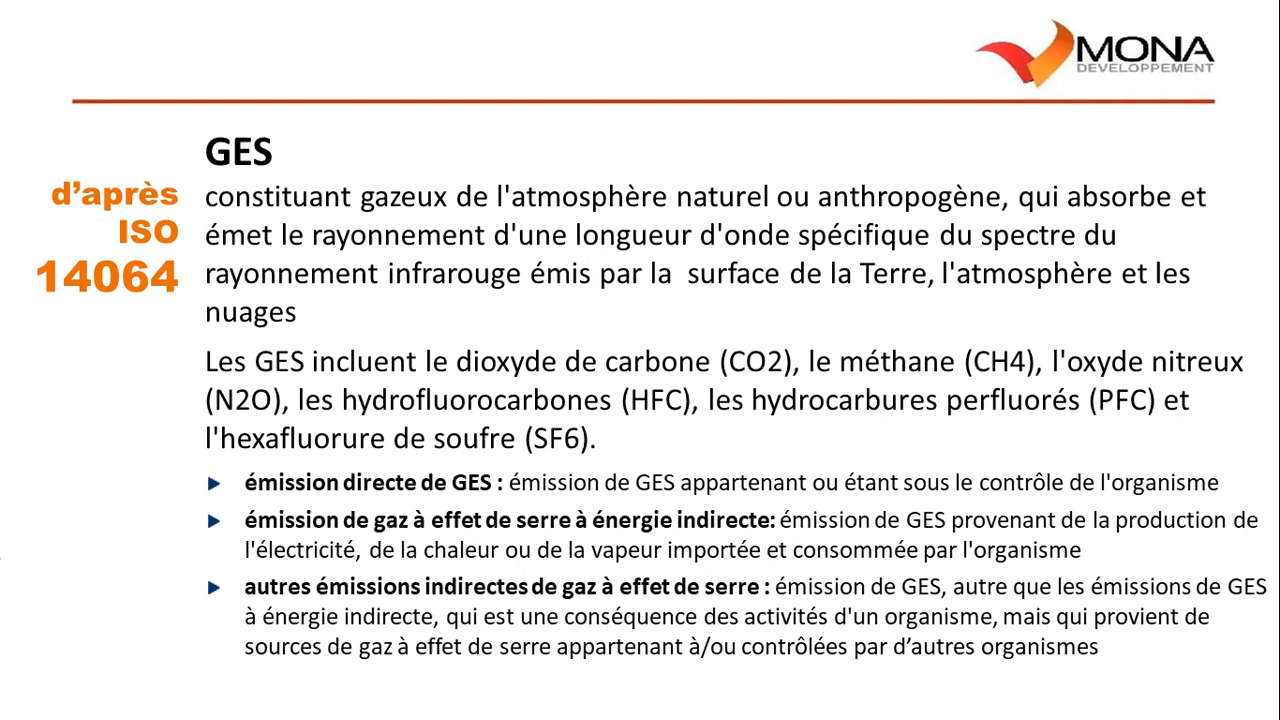 MONA
DEVELOPPEMENT
d'après
ISO
14064
GES
constituant gazeux de l'atmosphère naturel ou anthropogène, qui absorbe et
émet le rayonnement d'une longueur d'onde spécifique du spectre du
rayonnement infrarouge émis par la surface de la Terre, l'atmosphère et les
nuages
Les GES incluent le dioxyde de carbone (CO2), le méthane (CH4), l'oxyde nitreux
(N2O), les hydrofluorocarbones (HFC), les hydrocarbures perfluorés (PFC) et
l'hexafluorure de soufre (SF6).
émission directe de GES : émission de GES appartenant ou étant sous le contrôle de l'organisme
émission de gaz à effet de serre à énergie indirecte: émission de GES provenant de la production de
l'électricité, de la chaleur ou de la vapeur importée et consommée par l'organisme
autres émissions indirectes de gaz à effet de serre : émission de GES, autre que les émissions de GES
à énergie indirecte, qui est une conséquence des activités d'un organisme, mais qui provient de
sources de gaz à effet de serre appartenant à/ou contrôlées par d’autres organismes